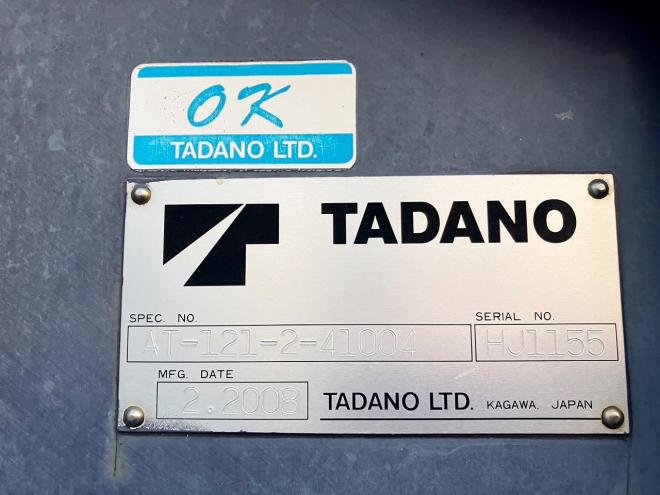 OK
TADANO LTD.
TADANO
SPEC. NO.
AT-121-2-41004
SERIAL NO.
HJ1155
MFG. DATE
2.2008
TADANO LTD. KAGAWA, JAPAN